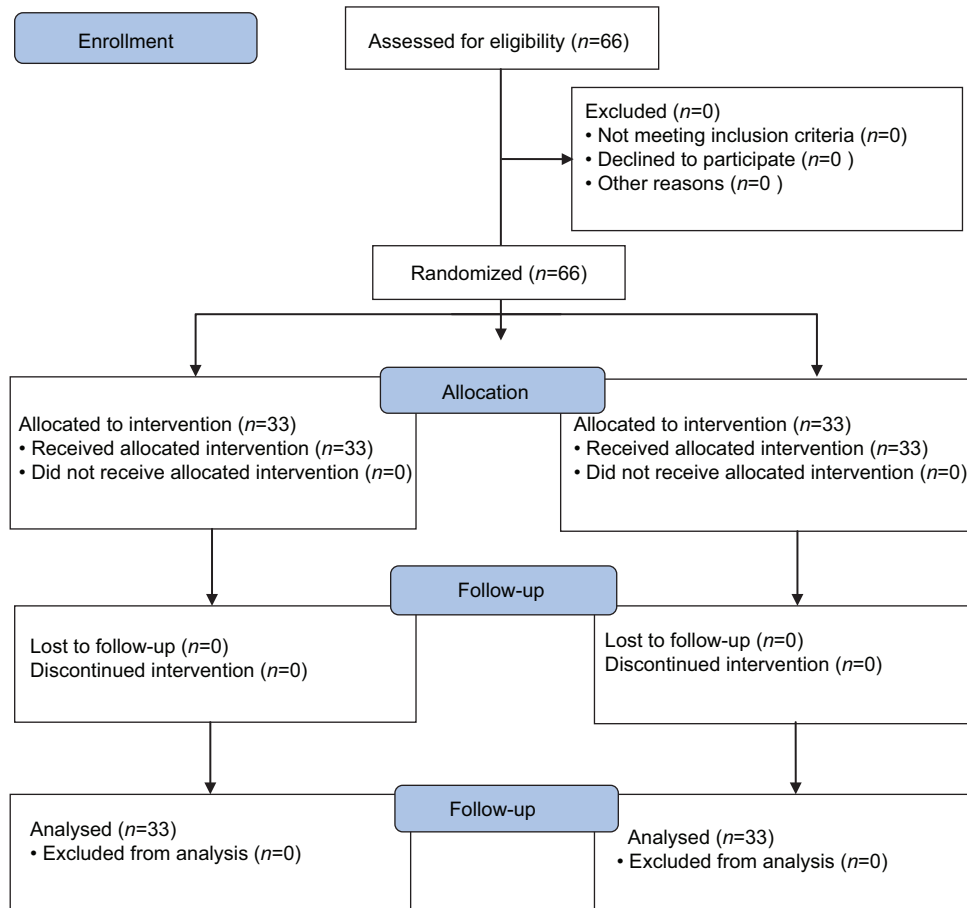 Enrollment
Assessed for eligibility (n=66)
Excluded (n=0)
• Not meeting inclusion criteria (n=0)
• Declined to participate (n=0 )
• Other reasons (n=0 )
Randomized (n=66)
Allocation
Allocated to intervention (n=33)
• Received allocated intervention (n=33)
• Did not receive allocated intervention (n=0)
Allocated to intervention (n=33)
• Received allocated intervention (n=33)
• Did not receive allocated intervention (n=0)
Follow-up
Lost to follow-up (n=0)
Discontinued intervention (n=0)
Lost to follow-up (n=0)
Discontinued intervention (n=0)
Follow-up
Analysed (n=33)
• Excluded from analysis (n=0)
Analysed (n=33)
• Excluded from analysis (n=0)